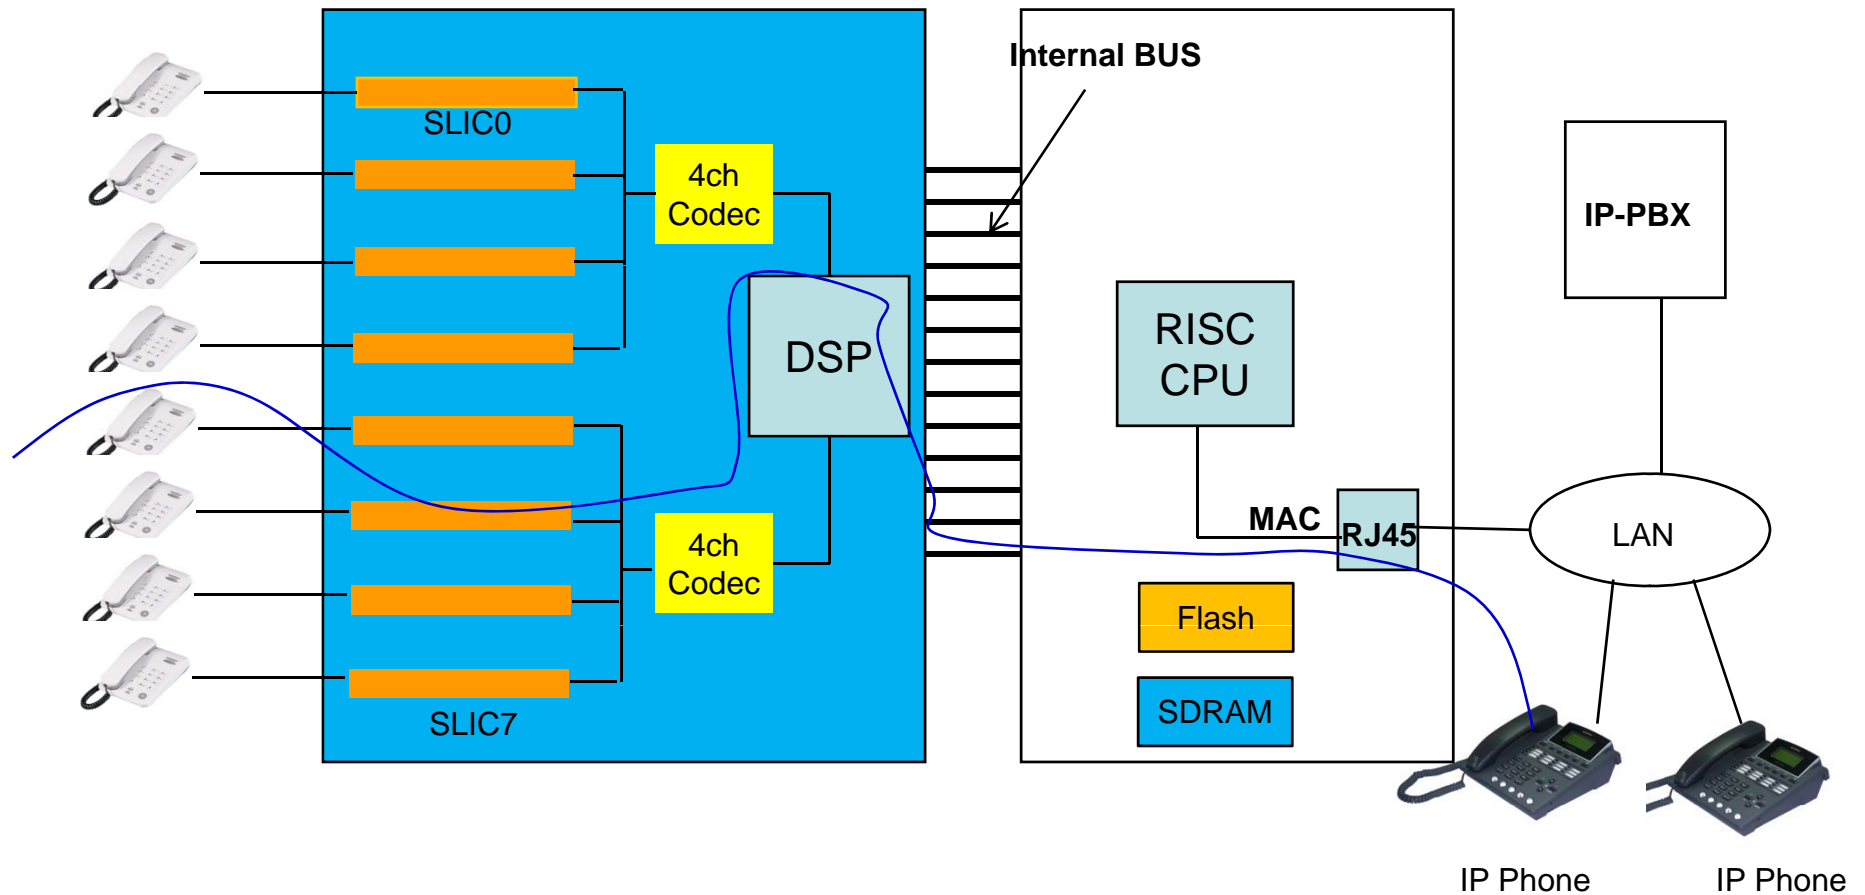 Internal BUS
SLIC0
4ch
Codec
IP-PBX
RISC
CPU
DSP
MAC
RJ45
LAN
4ch
Codec
Flash
SLIC7
SDRAM
IP Phone
IP Phone